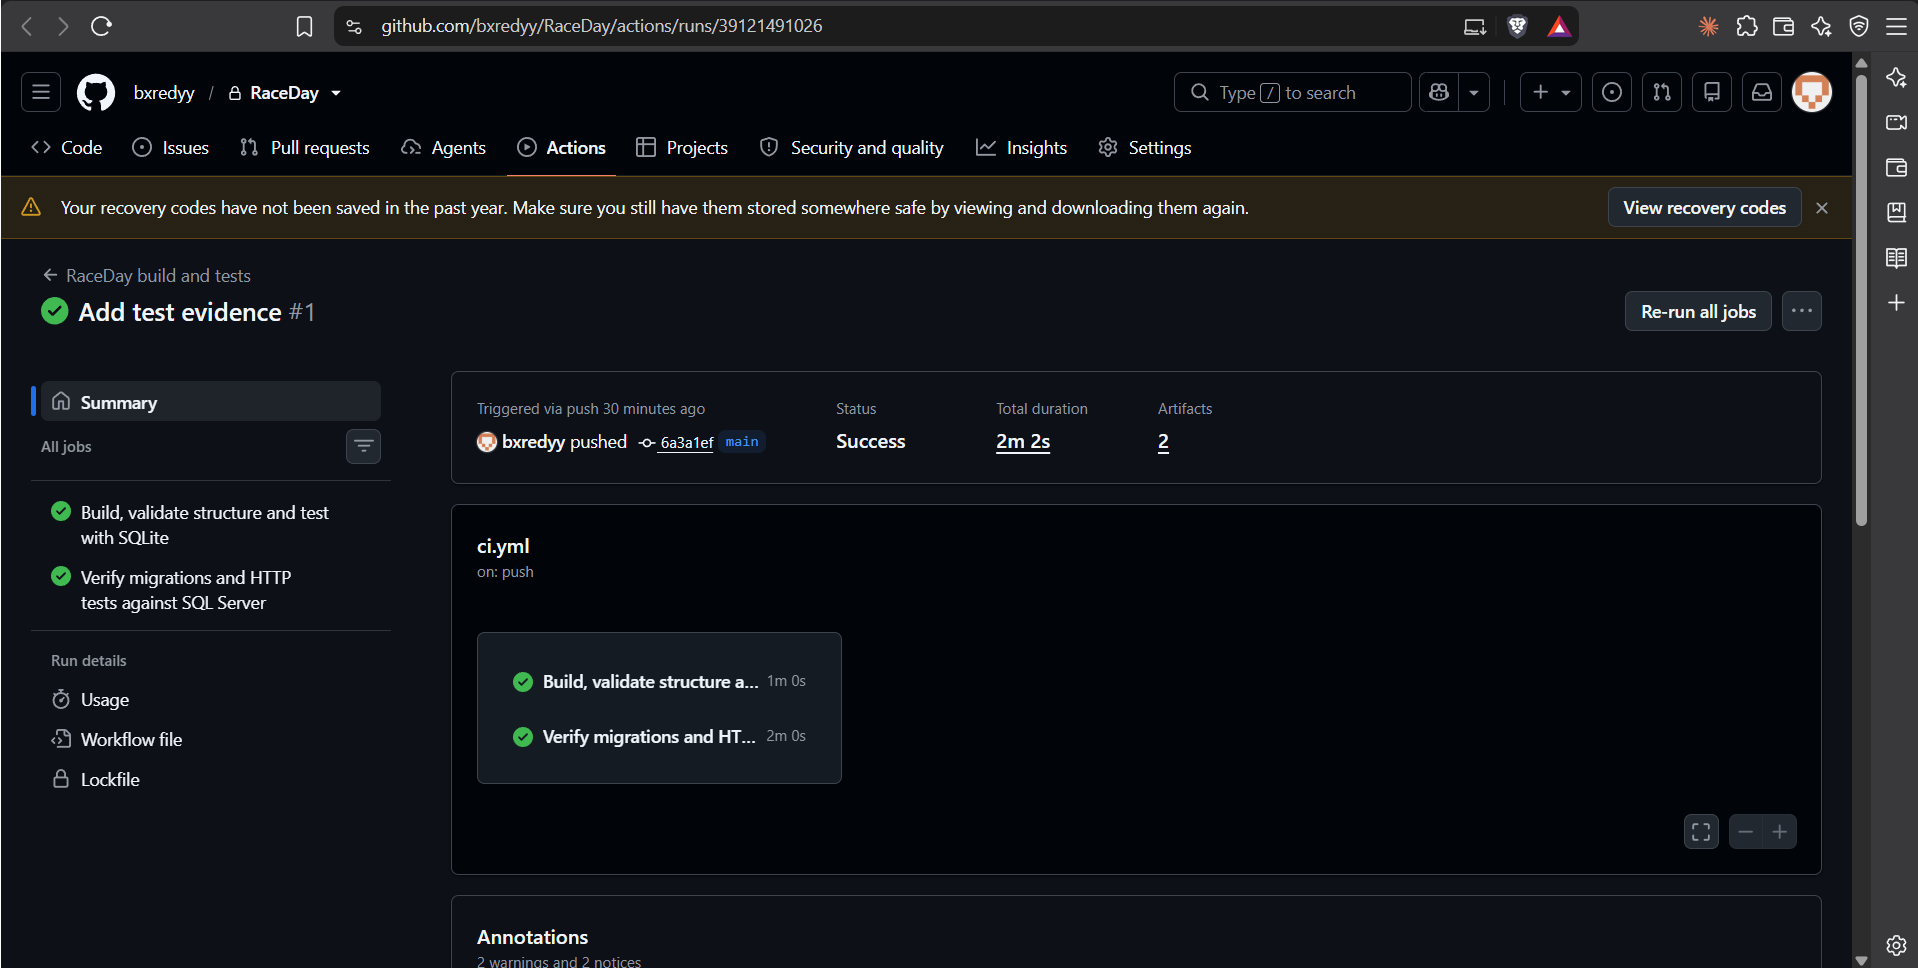 github.com/bxredyy/RaceDay/actions/runs/39121491026
bxredyy / RaceDay
Type / to search
Code Issues Pull requests Agents Actions Projects Security and quality Insights Settings
Your recovery codes have not been saved in the past year. Make sure you still have them stored somewhere safe by viewing and downloading them again.
View recovery codes
RaceDay build and tests
Add test evidence #1
Re-run all jobs
Summary
All jobs
Build, validate structure and test
with SQLite
Verify migrations and HTTP
tests against SQL Server
Run details
Usage
Workflow file
Lockfile
Triggered via push 30 minutes ago
bxredyy pushed 6a3a1ef main
Status
Success
Total duration
2m 2s
Artifacts
2
ci.yml
on: push
Build, validate structure a... 1m 0s
Verify migrations and HT... 2m 0s
Annotations
2 warnings and 2 notices